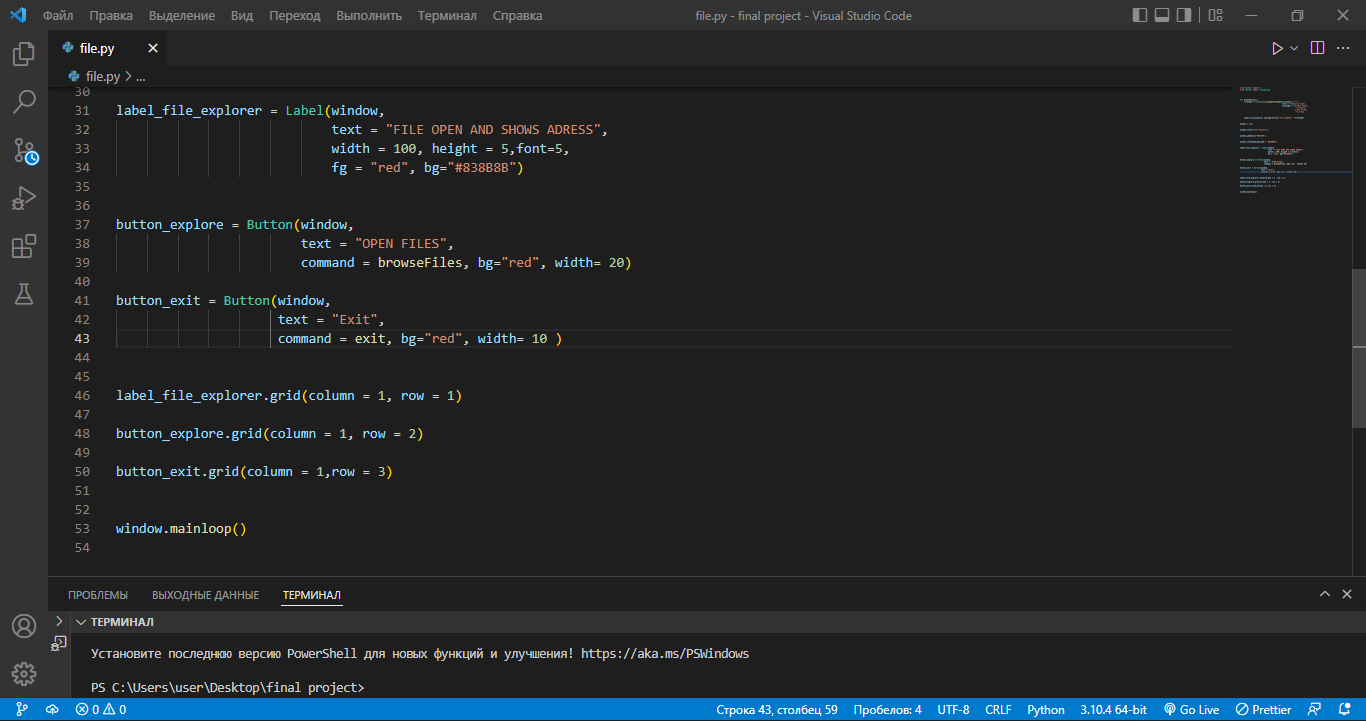 Файл Правка Выделение Вид Переход Выполнить Терминал Справка file.py - final project - Visual Studio Code
file.py
file.py > ...
30
31 label_file_explorer = Label(window,
32 text = "FILE OPEN AND SHOWS ADRESS",
33 width = 100, height = 5,font=5,
34 fg = "red", bg="#838B8B")
35
36
37 button_explore = Button(window,
38 text = "OPEN FILES",
39 command = browseFiles, bg="red", width= 20)
40
41 button_exit = Button(window,
42 text = "Exit",
43 command = exit, bg="red", width= 10 )
44
45
46 label_file_explorer.grid(column = 1, row = 1)
47
48 button_explore.grid(column = 1, row = 2)
49
50 button_exit.grid(column = 1,row = 3)
51
52
53 window.mainloop()
54
ПРОБЛЕМЫ ВЫХОДНЫЕ ДАННЫЕ ТЕРМИНАЛ
ТЕРМИНАЛ
Установите последнюю версию PowerShell для новых функций и улучшения! https://aka.ms/PSWindows
PS C:\Users\user\Desktop\final project>
0 0 Строка 43, столбец 59 Пробелов: 4 UTF-8 CRLF Python 3.10.4 64-bit Go Live Prettier